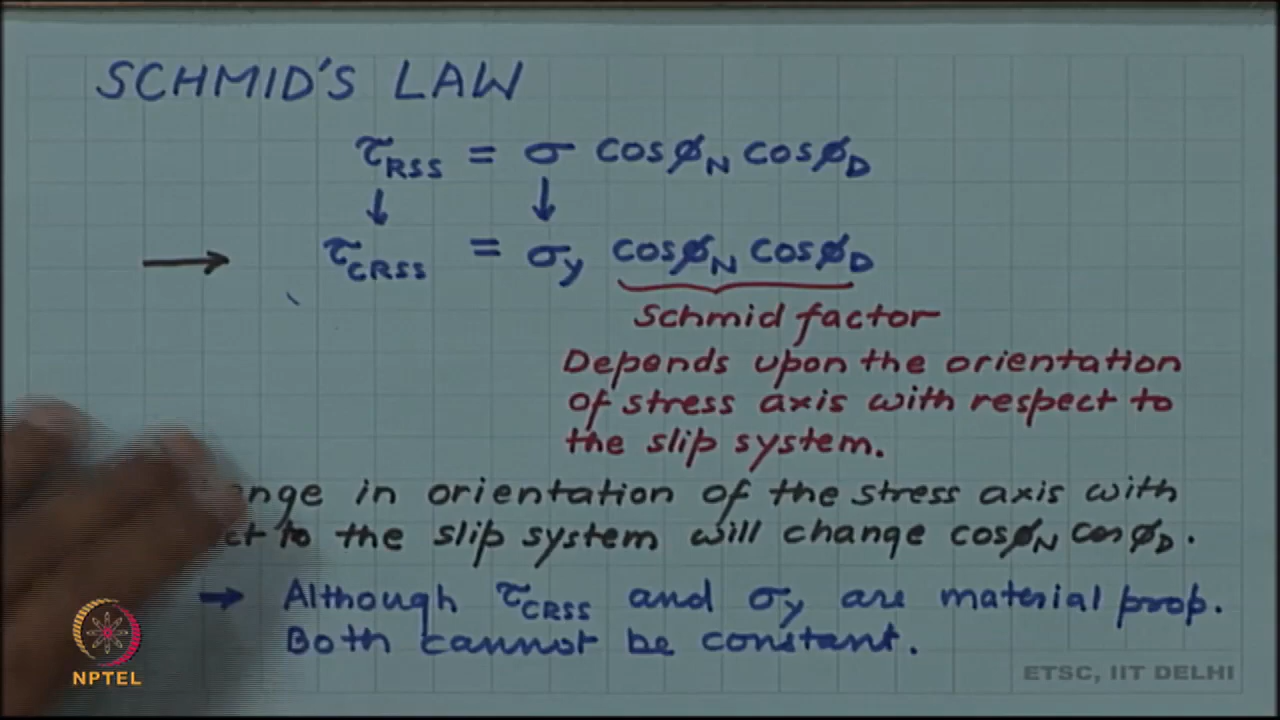 SCHMID'S LAW
τRSS = σ cosϕN cosϕD
↓ ↓
→ τCRSS = σy cosϕN cosϕD
Schmid factor
Depends upon the orientation
of stress axis with respect to
the slip system.
in orientation of the stress axis with
to the slip system will change cosϕN cosϕD.
→ Although τCRSS and σy are material prop.
Both cannot be constant.
NPTEL
ETSC, IIT DELHI